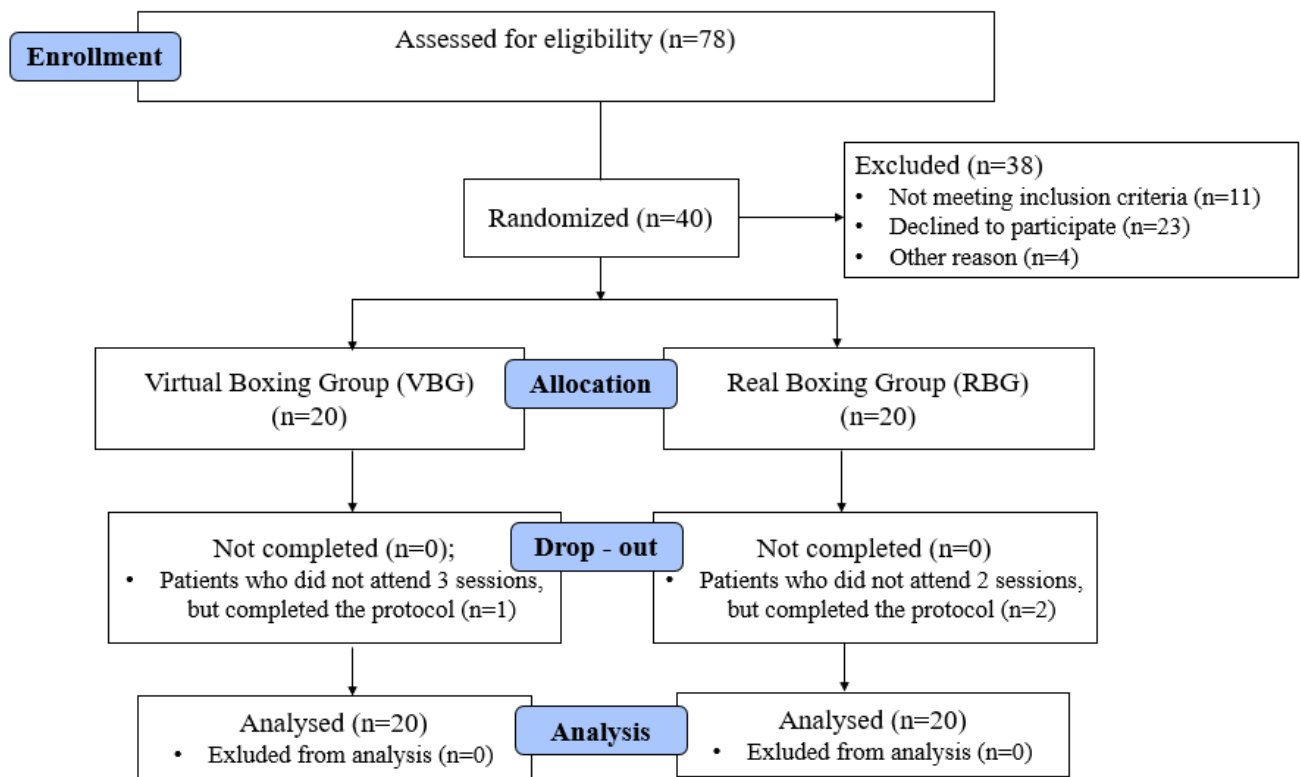 Assessed for eligibility (n=78)
Enrollment
Excluded (n=38)
• Not meeting inclusion criteria (n=11)
• Declined to participate (n=23)
• Other reason (n=4)
Randomized (n=40)
Virtual Boxing Group (VBG)
(n=20)
Allocation
Real Boxing Group (RBG)
(n=20)
Not completed (n=0);
• Patients who did not attend 3 sessions,
but completed the protocol (n=1)
Drop - out
Not completed (n=0)
• Patients who did not attend 2 sessions,
but completed the protocol (n=2)
Analysed (n=20)
• Exluded from analysis (n=0)
Analysis
Analysed (n=20)
• Exluded from analysis (n=0)